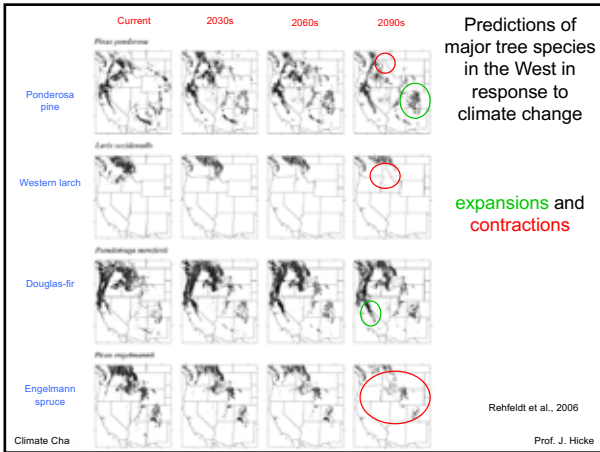 Current 2030s 2060s 2090s
Predictions of
major tree species
in the West in
response to
climate change
Pinus ponderosa
Ponderosa
pine
Larix occidentalis
Western larch
expansions and
contractions
Pseudotsuga menziesii
Douglas-fir
Picea engelmannii
Engelmann
spruce
Rehfeldt et al., 2006
Climate Cha
Prof. J. Hicke